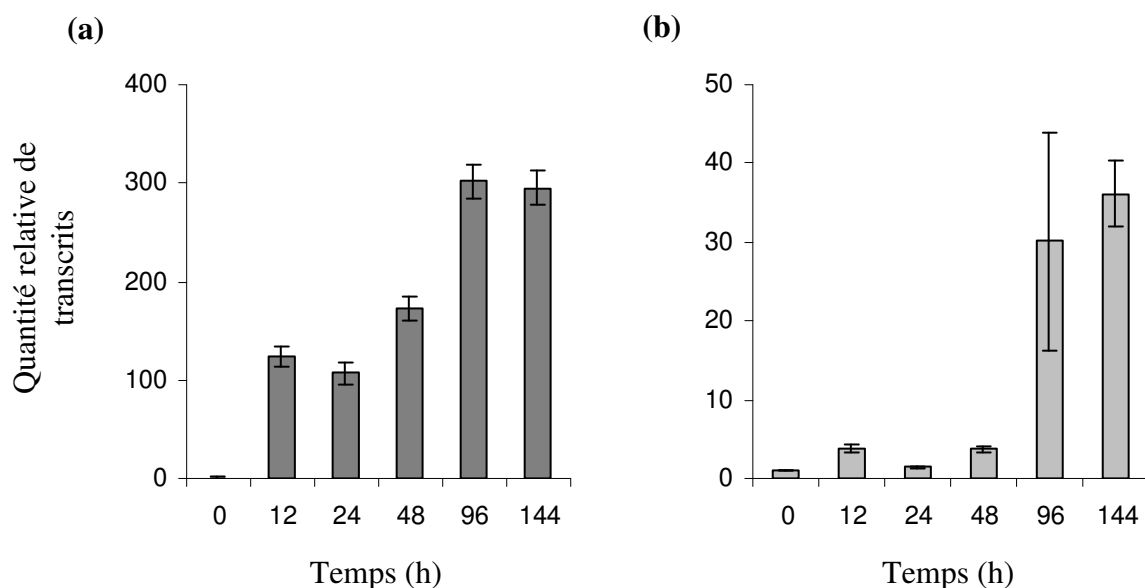 (a)
(b)
Quantité relative de
transcrits
400
300
200
100
0
0 12 24 48 96 144
Temps (h)
50
40
30
20
10
0
0 12 24 48 96 144
Temps (h)